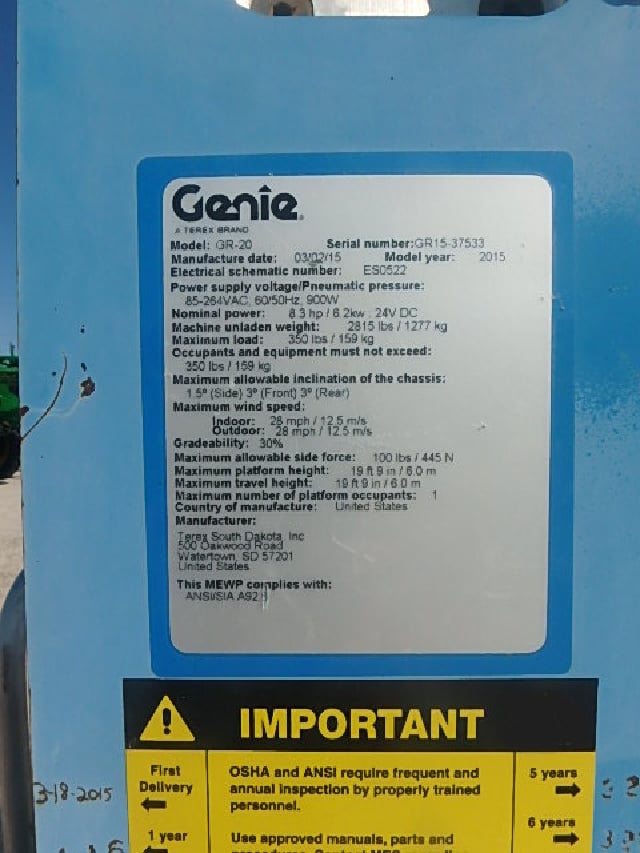 Genie
A TEREX BRAND
Model: GR-20 Serial number:GR15-37533
Manufacture date: 03/02/15 Model year: 2015
Electrical schematic number: ES0522
Power supply voltage/Pneumatic pressure:
85-264VAC, 60/50Hz, 900W
Nominal power: 8.3 hp / 6.2kw , 24V DC
Machine unladen weight: 2815 lbs / 1277 kg
Maximum load: 350 lbs / 159 kg
Occupants and equipment must not exceed:
350 lbs / 159 kg
Maximum allowable inclination of the chassis:
1.5° (Side) 3° (Front) 3° (Rear)
Maximum wind speed:
Indoor: 28 mph / 12.5 m/s
Outdoor: 28 mph / 12.5 m/s
Gradeability: 30%
Maximum allowable side force: 100 lbs / 445 N
Maximum platform height: 19 ft 9 in / 6.0 m
Maximum travel height: 19 ft 9 in / 6.0 m
Maximum number of platform occupants: 1
Country of manufacture: United States
Manufacturer:
Terex South Dakota, Inc
500 Oakwood Road
Watertown, SD 57201
United States
This MEWP complies with:
ANSI/SIA
IMPORTANT
First
Delivery
3-18-2015
1 year
OSHA and ANSI require frequent and
annual inspection by properly trained
personnel.
Use approved manuals, parts and
5 years
6 years